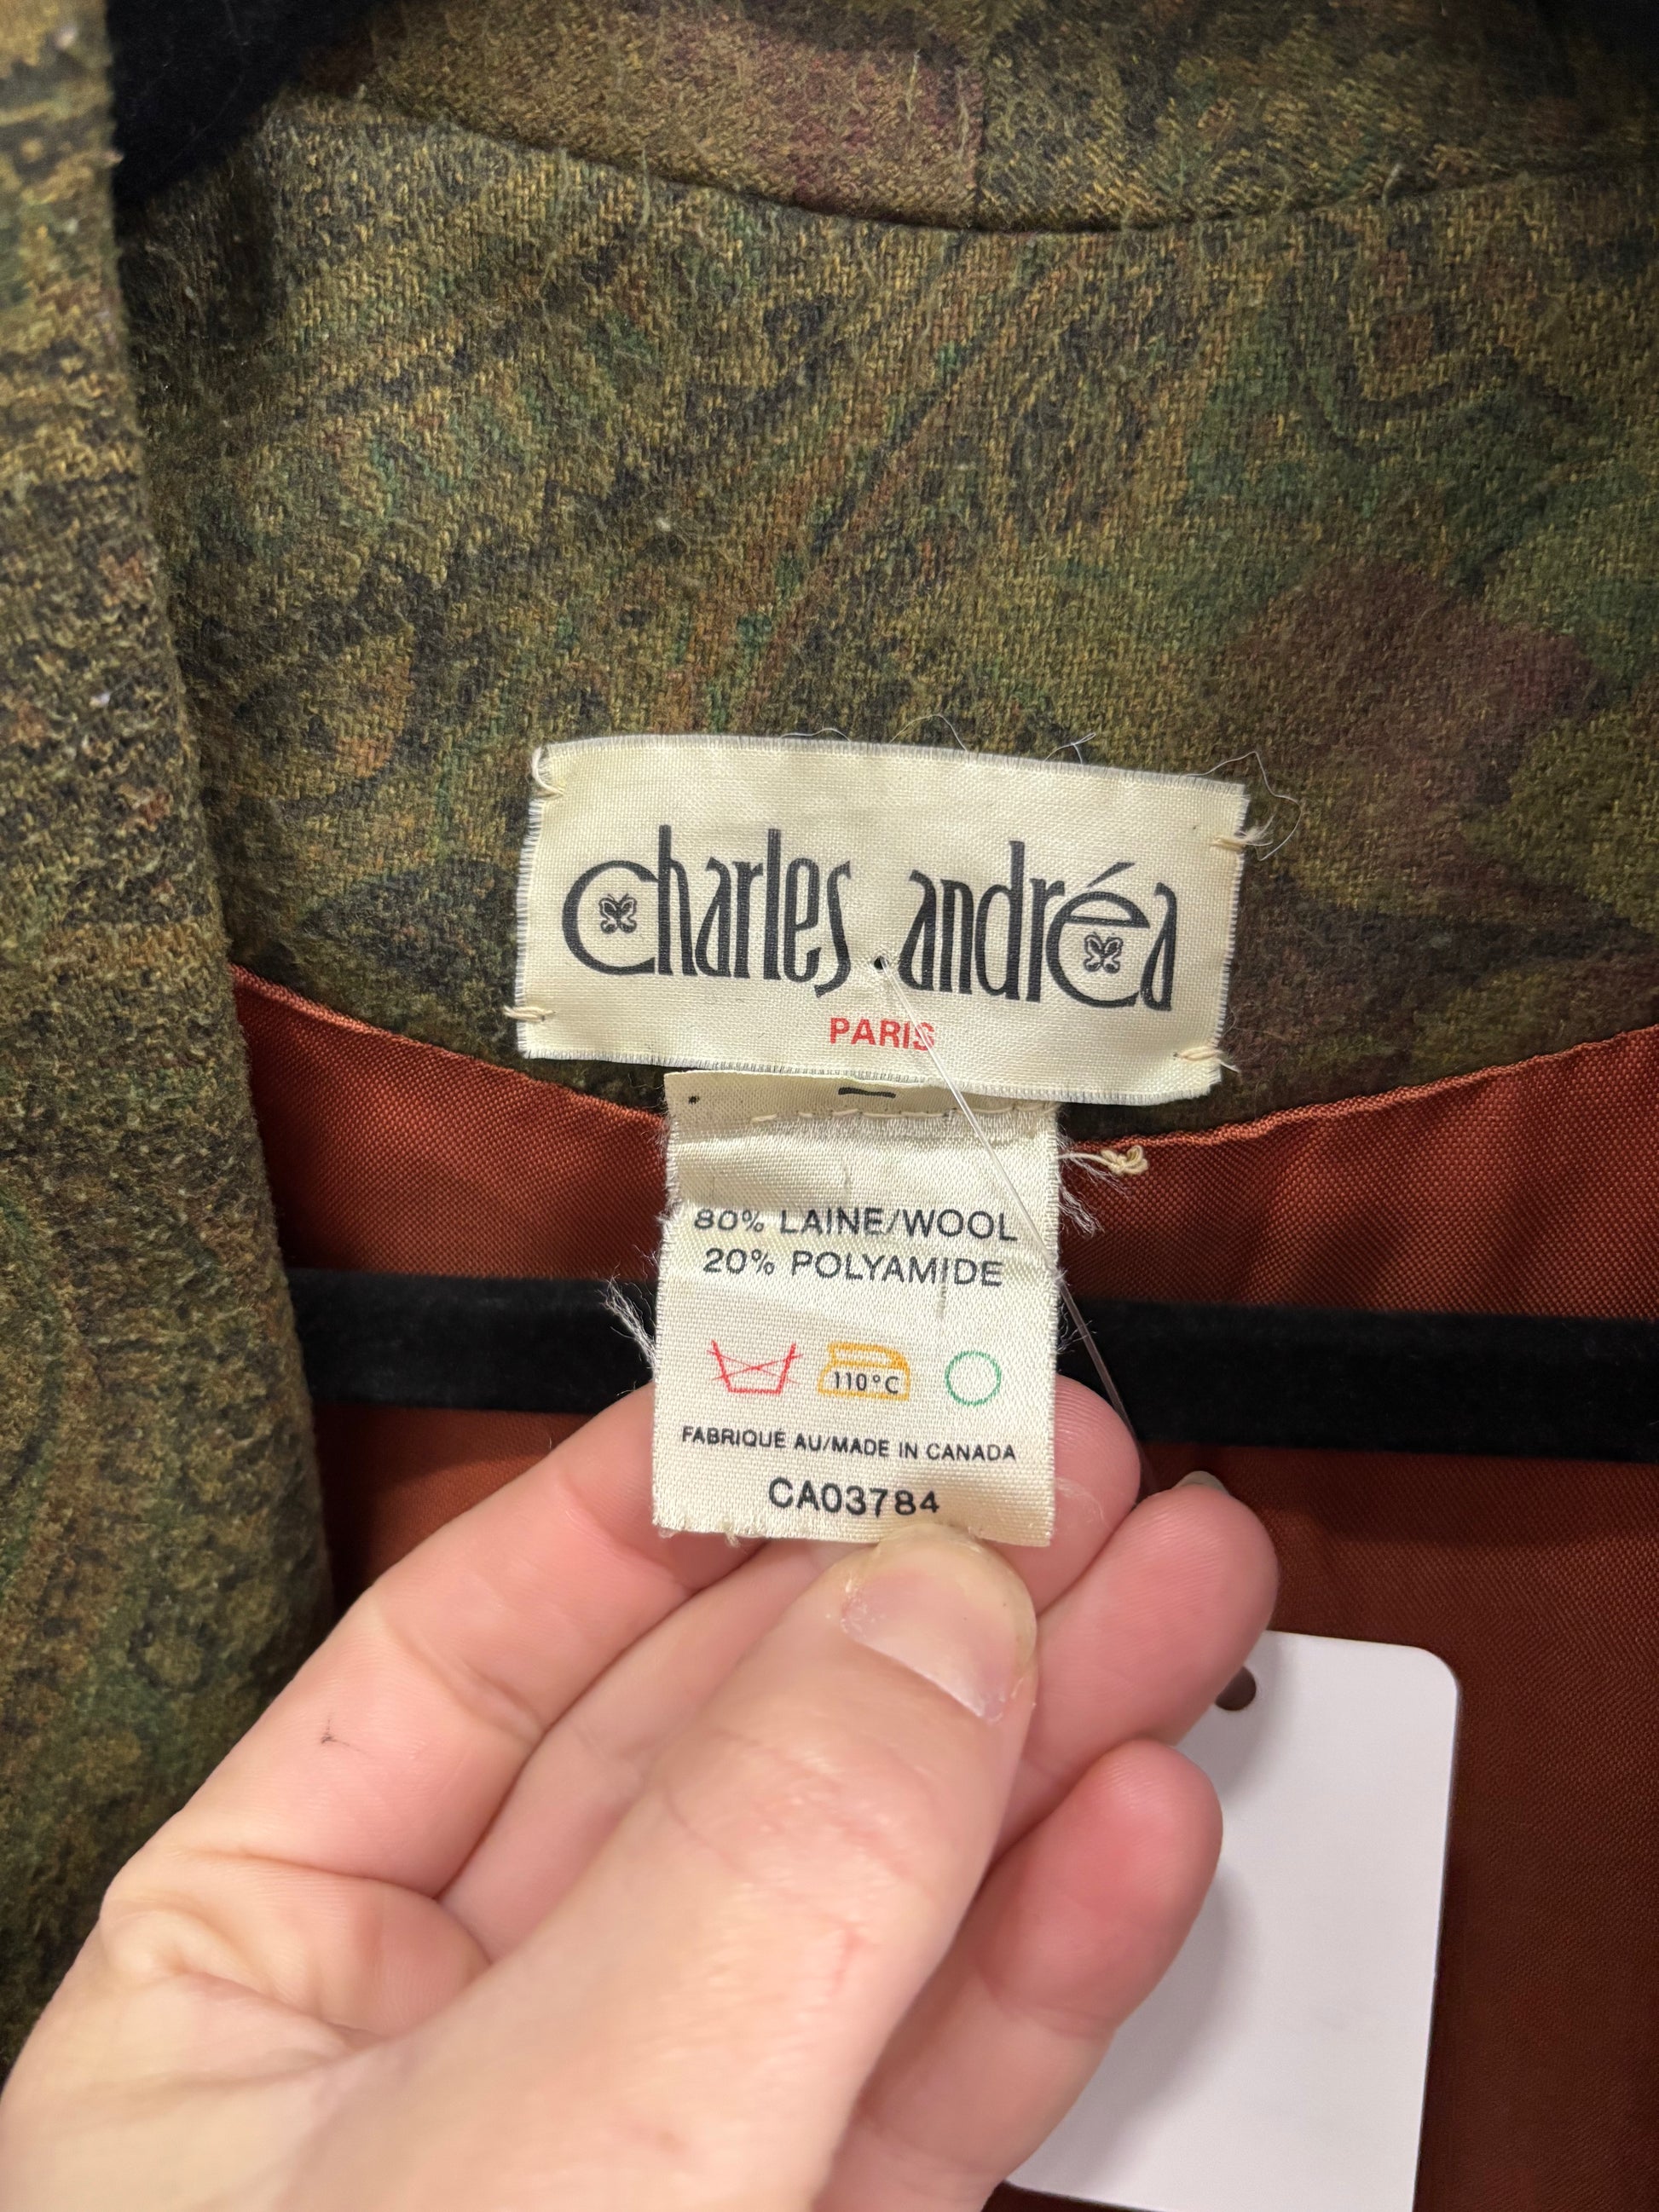 charles andréa
PARIS
80% LAINE/WOOL
20% POLYAMIDE
110°C
FABRIQUE AU/MADE IN CANADA
CA03784